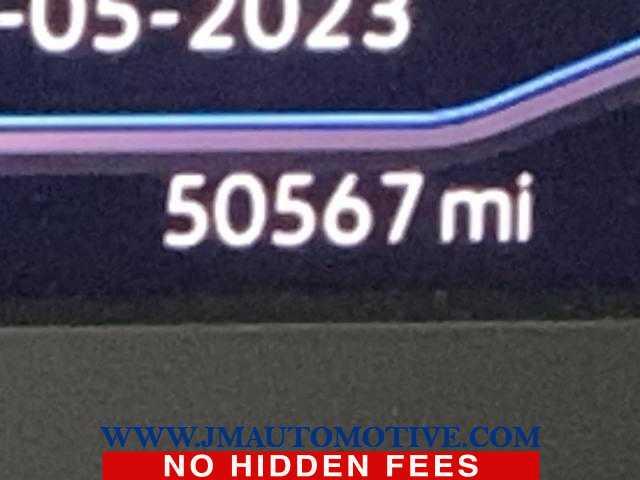 -05-2023
50567 mi
WWW.JMAUTOMOTIVE.COM
NO HIDDEN FEES